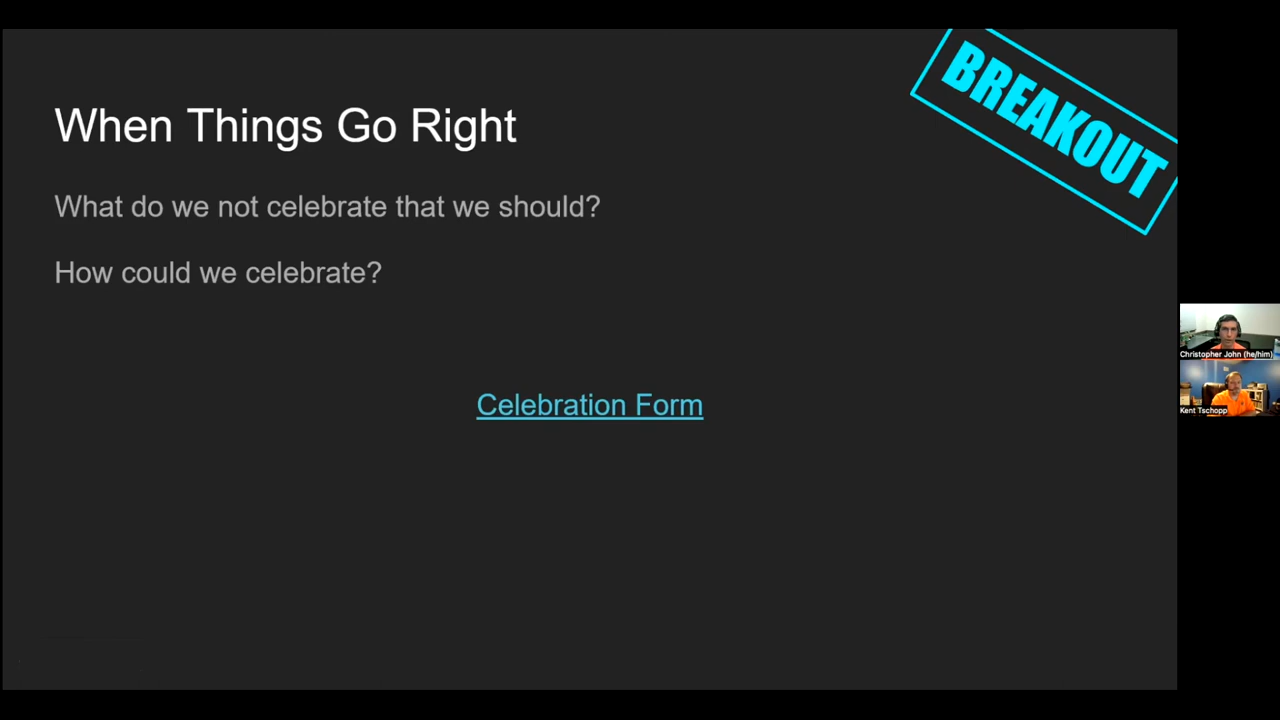 BREAKOUT
When Things Go Right
What do we not celebrate that we should?
How could we celebrate?
Celebration Form
Christopher John (he/him)
Kent Tschopp